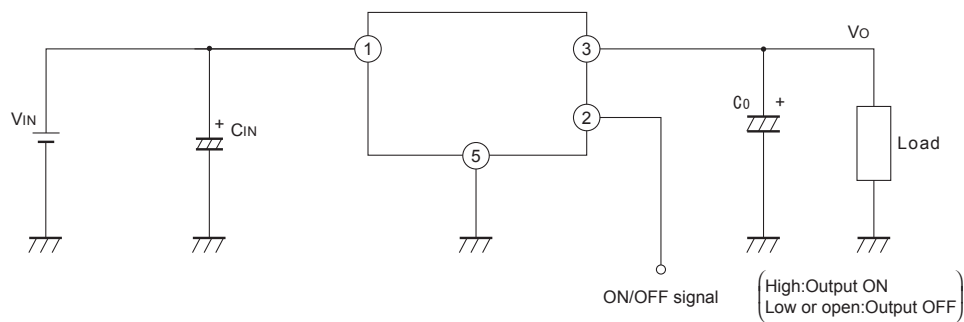 1
3
Vo
VIN
+ CIN
2
C0 +
Load
5
ON/OFF signal
High:Output ON
Low or open:Output OFF